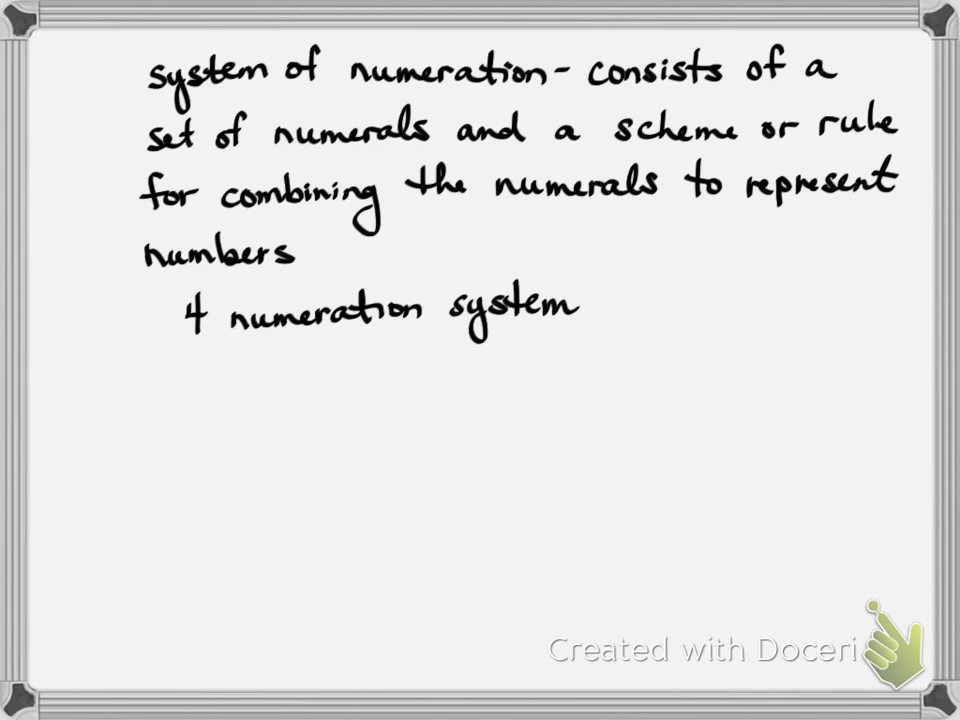 system of numeration - consists of a
set of numerals and a scheme or rule
for combining the numerals to represent
numbers
4 numeration system
Created with Doceri